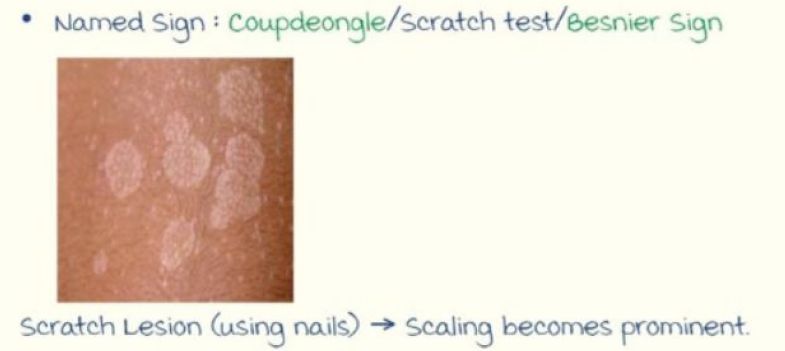 • Named Sign : Coupdeongle/Scratch test/Besnier Sign
Scratch Lesion (using nails) → Scaling becomes prominent.